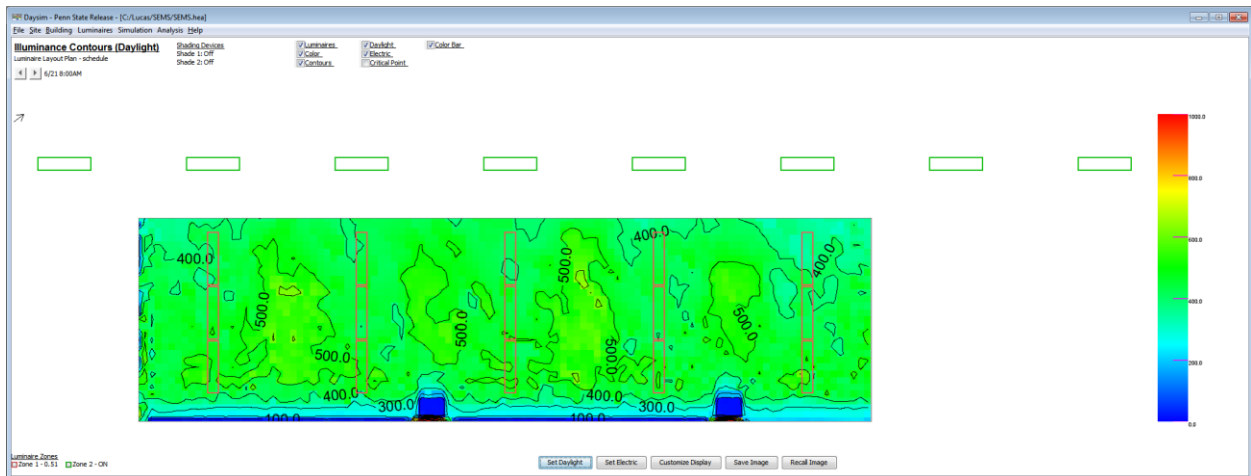 Daysim - Penn State Release - [C:/Lucas/SEMS/SEMS.hea]
File Site Building Luminaires Simulation Analysis Help
Illuminance Contours (Daylight)
Luminaire Layout Plan - schedule
6/21 8:00AM
Shading Devices
Shade 1: Off
Shade 2: Off
Luminaires Daylight Color Bar
Color Electric
Contours Critical Point
1000.0
800.0
600.0
400.0
200.0
0.0
400.0
400.0
500.0
500.0
400.0
500.0
500.0
500.0
500.0
500.0
400.0
300.0
400.0
300.0
100.0
100.0
Luminaire Zones
Zone 1 - 0.51 Zone 2 - ON
Set Daylight Set Electric Customize Display Save Image Recall Image